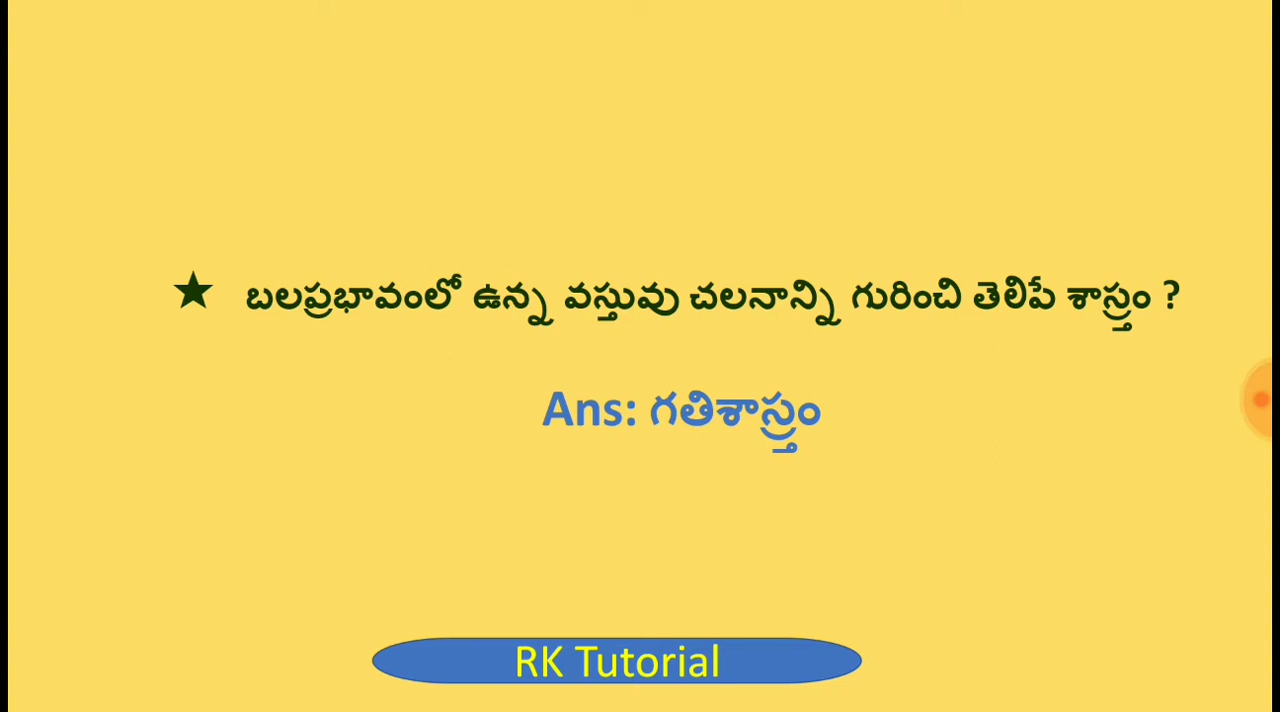 ★ బలప్రభావంలో ఉన్న వస్తువు చలనాన్ని గురించి తెలిపే శాస్త్రం ?
Ans: గతిశాస్త్రం
RK Tutorial